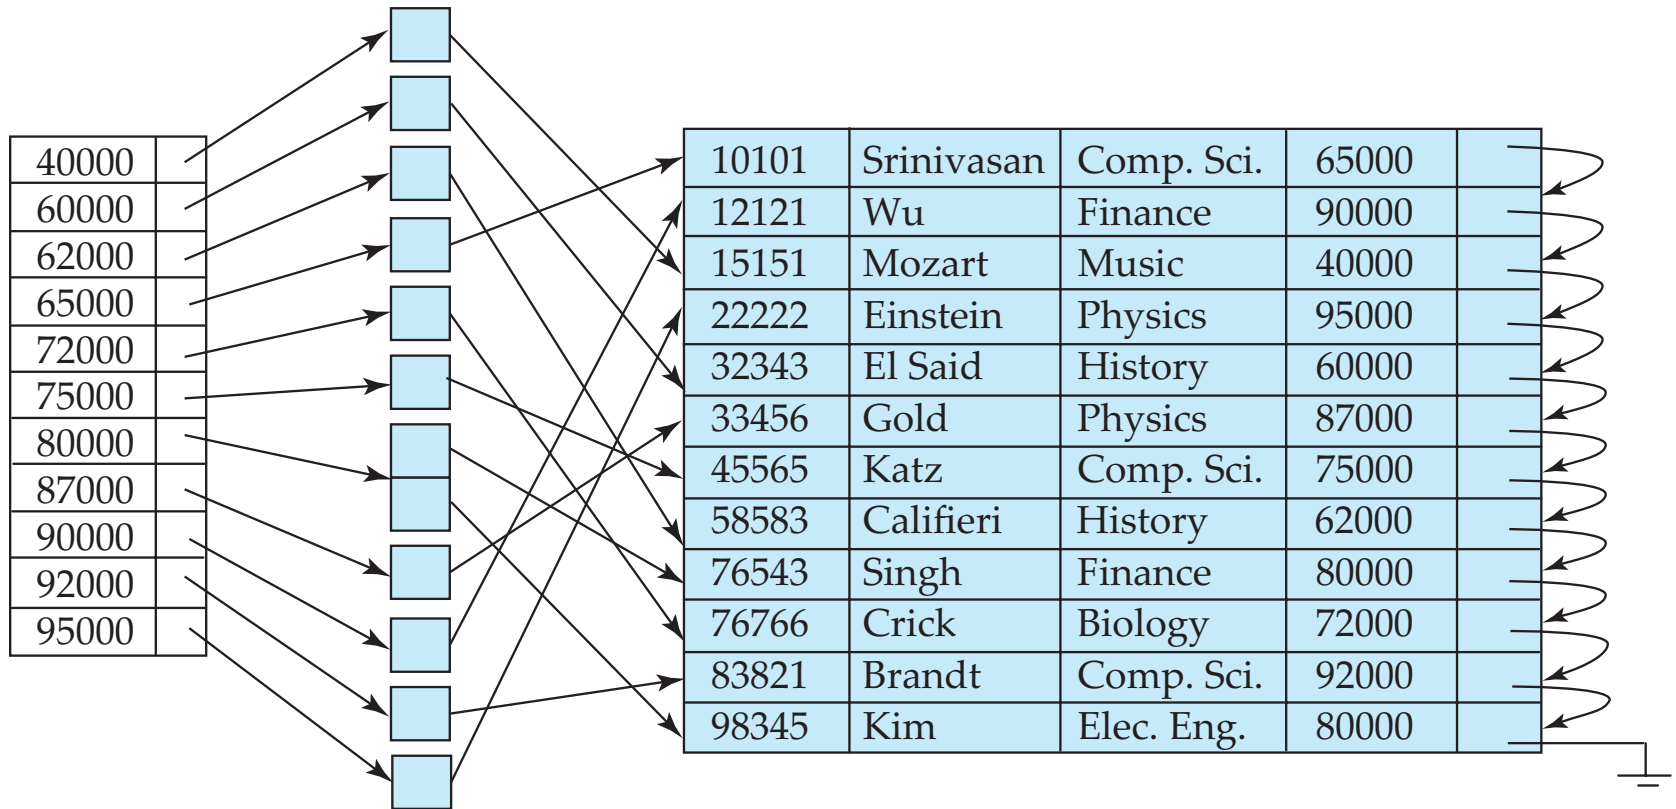 40000
60000
62000
65000
72000
75000
80000
87000
90000
92000
95000
10101 Srinivasan Comp. Sci. 65000
12121 Wu Finance 90000
15151 Mozart Music 40000
22222 Einstein Physics 95000
32343 El Said History 60000
33456 Gold Physics 87000
45565 Katz Comp. Sci. 75000
58583 Califieri History 62000
76543 Singh Finance 80000
76766 Crick Biology 72000
83821 Brandt Comp. Sci. 92000
98345 Kim Elec. Eng. 80000